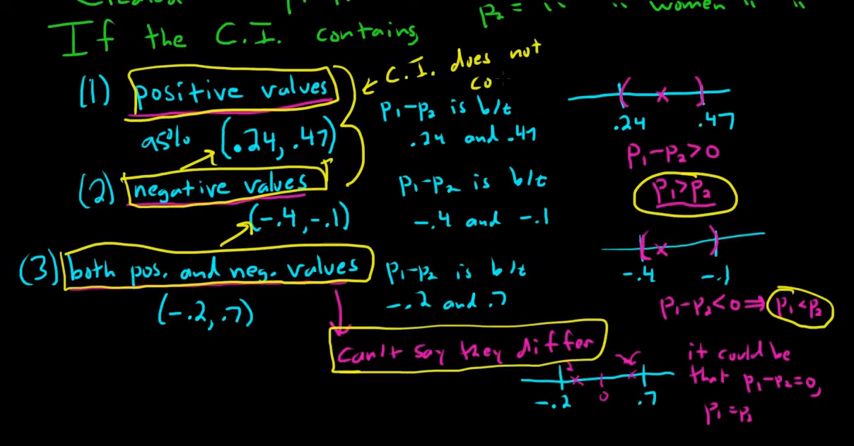 p₂ = " " women " "
If the C.I. contains
C.I. does not
co
(1) positive values
95% (.24, .47)
p₁-p₂ is b/t
.24 and .47
.24 .47
p₁-p₂>0
p₁>p₂
(2) negative values
(-.4, -.1)
p₁-p₂ is b/t
-.4 and -.1
-.4 -.1
p₁-p₂<0 ⟹ p₁<p₂
(3) both pos. and neg. values
(-.2, .7)
p₁-p₂ is b/t
-.2 and .7
Can't say they differ
-.2 0 .7
it could be
that p₁-p₂=0,
p₁=p₂